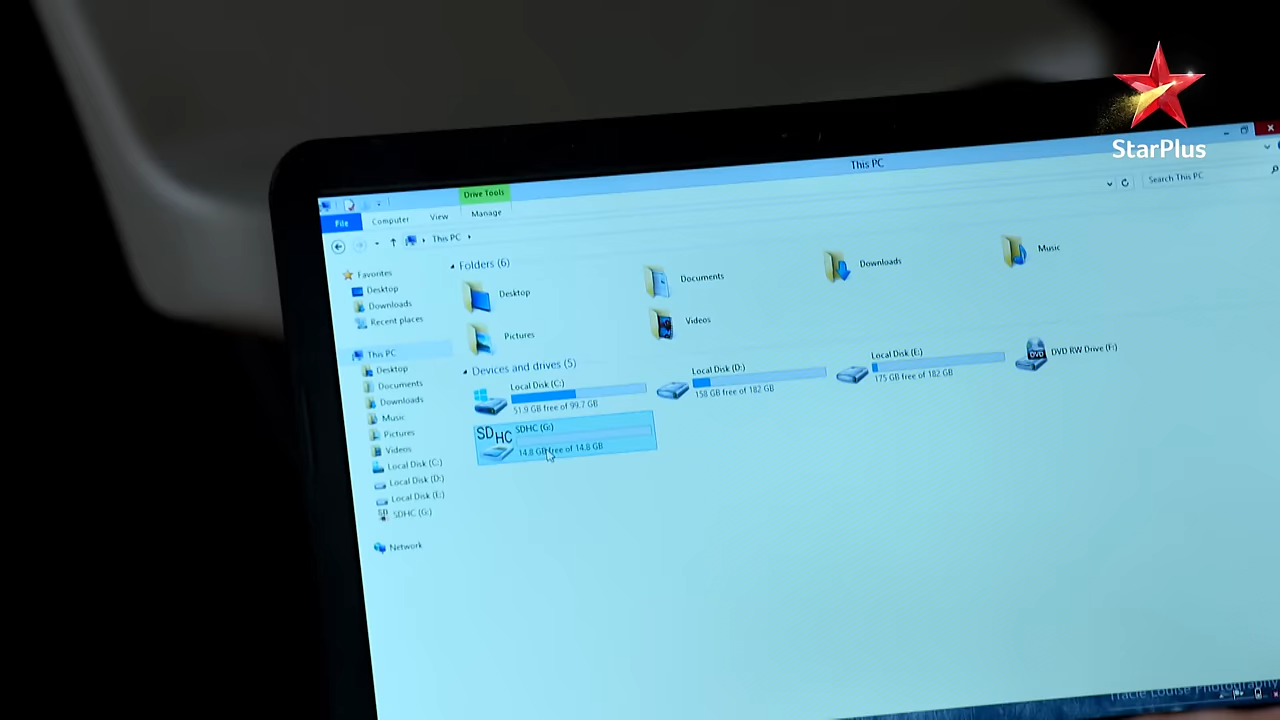 StarPlus
This PC
Drive Tools
File Computer View Manage
This PC
Search This PC
Favorites
Desktop
Downloads
Recent places
This PC
Desktop
Documents
Downloads
Music
Pictures
Videos
Local Disk (C:)
Local Disk (D:)
Local Disk (E:)
SDHC (G:)
Network
Folders (6)
Desktop
Documents
Downloads
Music
Pictures
Videos
Devices and drives (5)
Local Disk (C:)
51.9 GB free of 99.7 GB
Local Disk (D:)
158 GB free of 182 GB
Local Disk (E:)
175 GB free of 182 GB
DVD
DVD RW Drive (F:)
SDHC
SDHC (G:)
14.8 GB free of 14.8 GB
Tracie Louise Photography